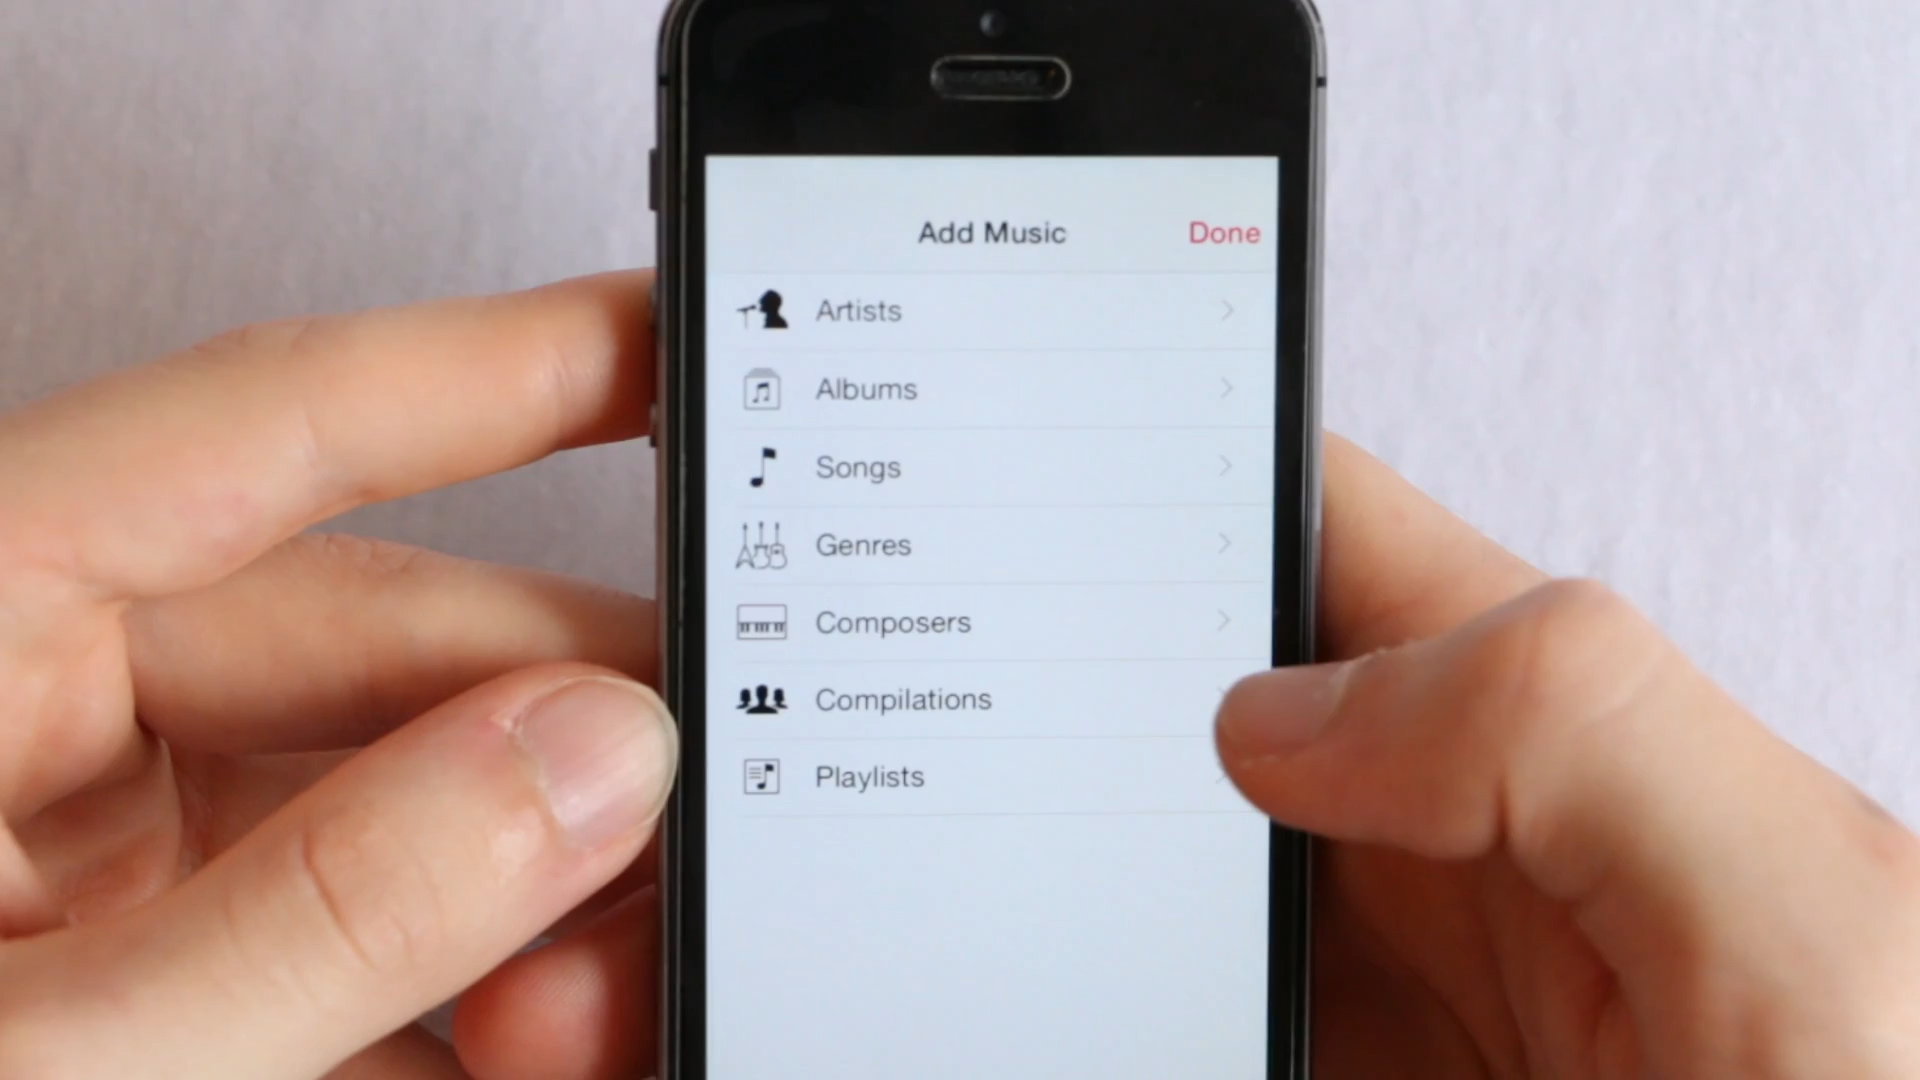 Add Music
Done
Artists
Albums
Songs
Genres
Composers
Compilations
Playlists